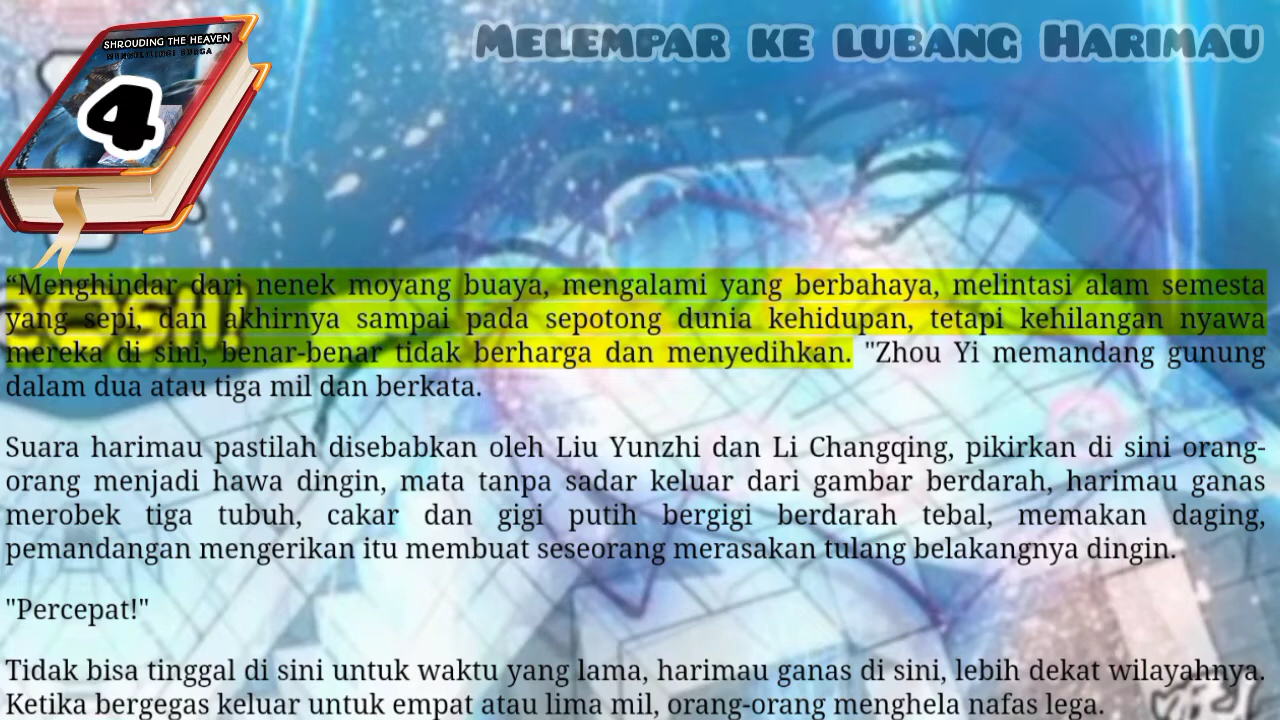 SHROUDING THE HEAVEN
4
Melempar ke lubang Harimau
“Menghindar dari nenek moyang buaya, mengalami yang berbahaya, melintasi alam semesta
yang sepi, dan akhirnya sampai pada sepotong dunia kehidupan, tetapi kehilangan nyawa
mereka di sini, benar-benar tidak berharga dan menyedihkan. "Zhou Yi memandang gunung
dalam dua atau tiga mil dan berkata.
Suara harimau pastilah disebabkan oleh Liu Yunzhi dan Li Changqing, pikirkan di sini orang-
orang menjadi hawa dingin, mata tanpa sadar keluar dari gambar berdarah, harimau ganas
merobek tiga tubuh, cakar dan gigi putih bergigi berdarah tebal, memakan daging,
pemandangan mengerikan itu membuat seseorang merasakan tulang belakangnya dingin.
"Percepat!"
Tidak bisa tinggal di sini untuk waktu yang lama, harimau ganas di sini, lebih dekat wilayahnya.
Ketika bergegas keluar untuk empat atau lima mil, orang-orang menghela nafas lega.